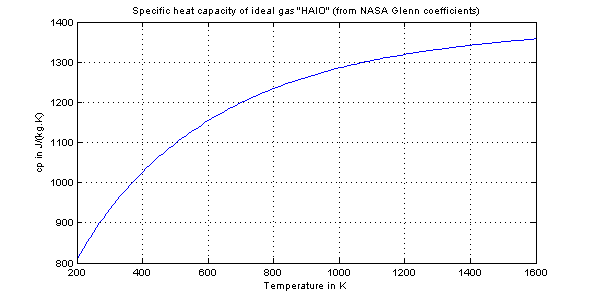 Specific heat capacity of ideal gas "HAlO" (from NASA Glenn coefficients)
1400
1300
1200
1100
1000
900
800
cp in J/(kg.K)
200 400 600 800 1000 1200 1400 1600
Temperature in K